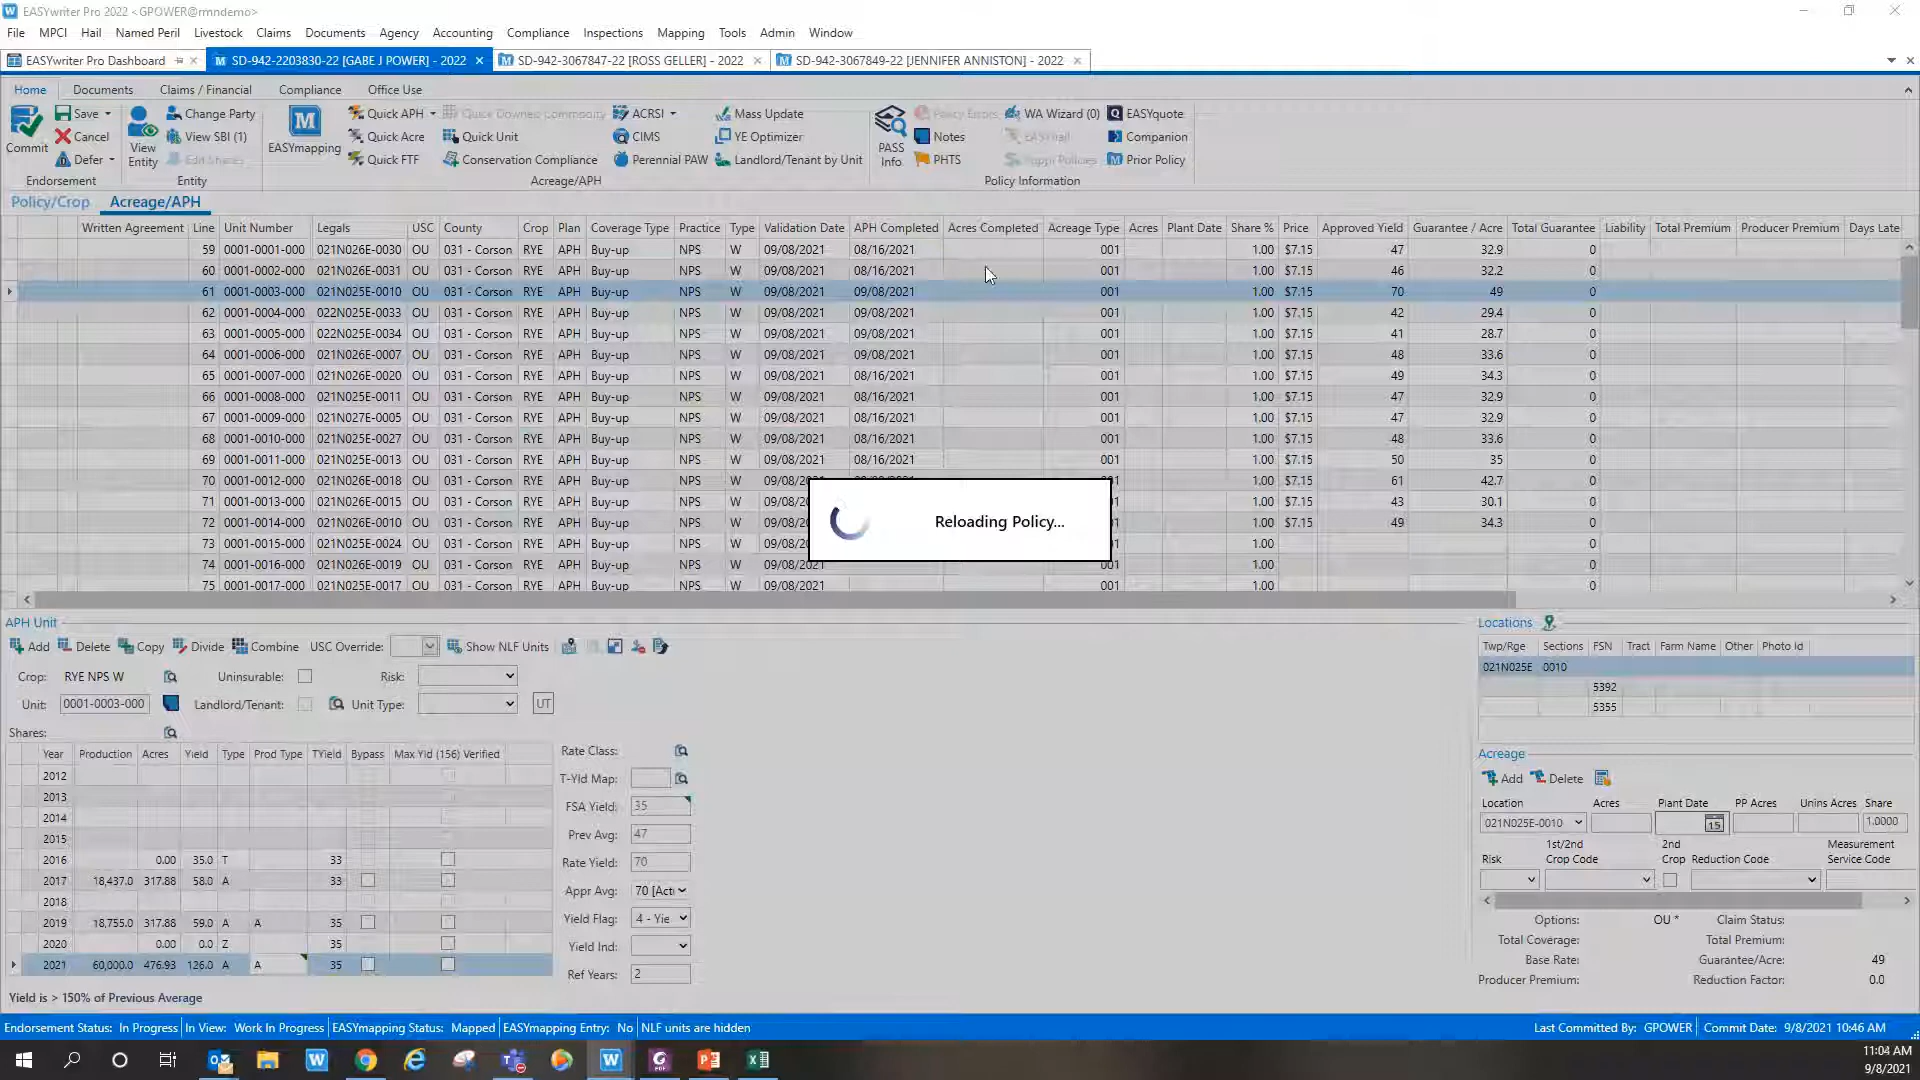 EASYwriter Pro 2022 <GPOWER@rmndemo>
File MPCI Hail Named Peril Livestock Claims Documents Agency Accounting Compliance Inspections Mapping Tools Admin Window
EASYwriter Pro Dashboard SD-942-2203830-22 [GABE J POWER] - 2022 SD-942-3067847-22 [ROSS GELLER] - 2022 SD-942-3067849-22 [JENNIFER ANNISTON] - 2022
Home Documents Claims / Financial Compliance Office Use
Save Change Party Quick APH Quick Downed Commodity ACRSI Mass Update Policy Errors WA Wizard (0) EASYquote
Cancel View SBI (1) Quick Acre Quick Unit CIMS YE Optimizer Notes EASYhail Companion
Commit View EASYmapping PASS
Defer Entity Edit Shares Quick FTF Conservation Compliance Perennial PAW Landlord/Tenant by Unit Info. PHTS Suppl Policies Prior Policy
Endorsement Entity Acreage/APH Policy Information
Policy/Crop Acreage/APH
Written Agreement Line Unit Number Legals USC County Crop Plan Coverage Type Practice Type Validation Date APH Completed Acres Completed Acreage Type Acres Plant Date Share % Price Approved Yield Guarantee / Acre Total Guarantee Liability Total Premium Producer Premium Days Late
59 0001-0001-000 021N026E-0030 OU 031 - Corson RYE APH Buy-up NPS W 09/08/2021 08/16/2021 001 1.00 $7.15 47 32.9 0
60 0001-0002-000 021N026E-0031 OU 031 - Corson RYE APH Buy-up NPS W 09/08/2021 08/16/2021 001 1.00 $7.15 46 32.2 0
61 0001-0003-000 021N025E-0010 OU 031 - Corson RYE APH Buy-up NPS W 09/08/2021 09/08/2021 001 1.00 $7.15 70 49 0
62 0001-0004-000 022N025E-0033 OU 031 - Corson RYE APH Buy-up NPS W 09/08/2021 09/08/2021 001 1.00 $7.15 42 29.4 0
63 0001-0005-000 022N025E-0034 OU 031 - Corson RYE APH Buy-up NPS W 09/08/2021 09/08/2021 001 1.00 $7.15 41 28.7 0
64 0001-0006-000 021N026E-0007 OU 031 - Corson RYE APH Buy-up NPS W 09/08/2021 09/08/2021 001 1.00 $7.15 48 33.6 0
65 0001-0007-000 021N026E-0020 OU 031 - Corson RYE APH Buy-up NPS W 09/08/2021 08/16/2021 001 1.00 $7.15 49 34.3 0
66 0001-0008-000 021N025E-0011 OU 031 - Corson RYE APH Buy-up NPS W 09/08/2021 08/16/2021 001 1.00 $7.15 47 32.9 0
67 0001-0009-000 021N027E-0005 OU 031 - Corson RYE APH Buy-up NPS W 09/08/2021 08/16/2021 001 1.00 $7.15 47 32.9 0
68 0001-0010-000 021N025E-0027 OU 031 - Corson RYE APH Buy-up NPS W 09/08/2021 08/16/2021 001 1.00 $7.15 48 33.6 0
69 0001-0011-000 021N025E-0013 OU 031 - Corson RYE APH Buy-up NPS W 09/08/2021 08/16/2021 001 1.00 $7.15 50 35 0
70 0001-0012-000 021N026E-0018 OU 031 - Corson RYE APH Buy-up NPS W 1.00 $7.15 61 42.7 0
71 0001-0013-000 021N026E-0015 OU 031 - Corson RYE APH Buy-up NPS W 09/08/20 1.00 $7.15 43 30.1 0
72 0001-0014-000 021N026E-0010 OU 031 - Corson RYE APH Buy-up NPS W 09/08/20 1.00 $7.15 49 34.3 0
73 0001-0015-000 021N025E-0024 OU 031 - Corson RYE APH Buy-up NPS W 09/08/20 1.00 0
74 0001-0016-000 021N026E-0019 OU 031 - Corson RYE APH Buy-up NPS W 09/08/2021 001 1.00 0
75 0001-0017-000 021N025E-0017 OU 031 - Corson RYE APH Buy-up NPS W 09/08/2021 001 1.00 0
Reloading Policy...
APH Unit
Add Delete Copy Divide Combine USC Override: Show NLF Units
Crop: RYE NPS W Uninsurable: Risk:
Unit: 0001-0003-000 Landlord/Tenant: Unit Type: UT
Shares:
Year Production Acres Yield Type Prod Type TYield Bypass Max Yld (156) Verified
2012
2013
2014
2015
2016 0.00 35.0 T 33
2017 18,437.0 317.88 58.0 A 33
2018
2019 18,755.0 317.88 59.0 A A 35
2020 0.00 0.0 Z 35
2021 60,000.0 476.93 126.0 A A 35
Yield is > 150% of Previous Average
Rate Class:
T-Yld Map:
FSA Yield: 35
Prev Avg: 47
Rate Yield: 70
Appr Avg: 70 [Acti
Yield Flag: 4 - Yie
Yield Ind:
Ref Years: 2
Locations
Twp/Rge Sections FSN Tract Farm Name Other Photo Id
021N025E 0010
5392
5355
Acreage
Add Delete
Location Acres Plant Date PP Acres Unins Acres Share
021N025E-0010 15 1.0000
1st/2nd 2nd Measurement
Risk Crop Code Crop Reduction Code Service Code
Options: OU * Claim Status:
Total Coverage: Total Premium:
Base Rate: Guarantee/Acre: 49
Producer Premium: Reduction Factor: 0.0
Endorsement Status: In Progress In View: Work In Progress EASYmapping Status: Mapped EASYmapping Entry: No NLF units are hidden Last Committed By: GPOWER Commit Date: 9/8/2021 10:46 AM
11:04 AM
9/8/2021